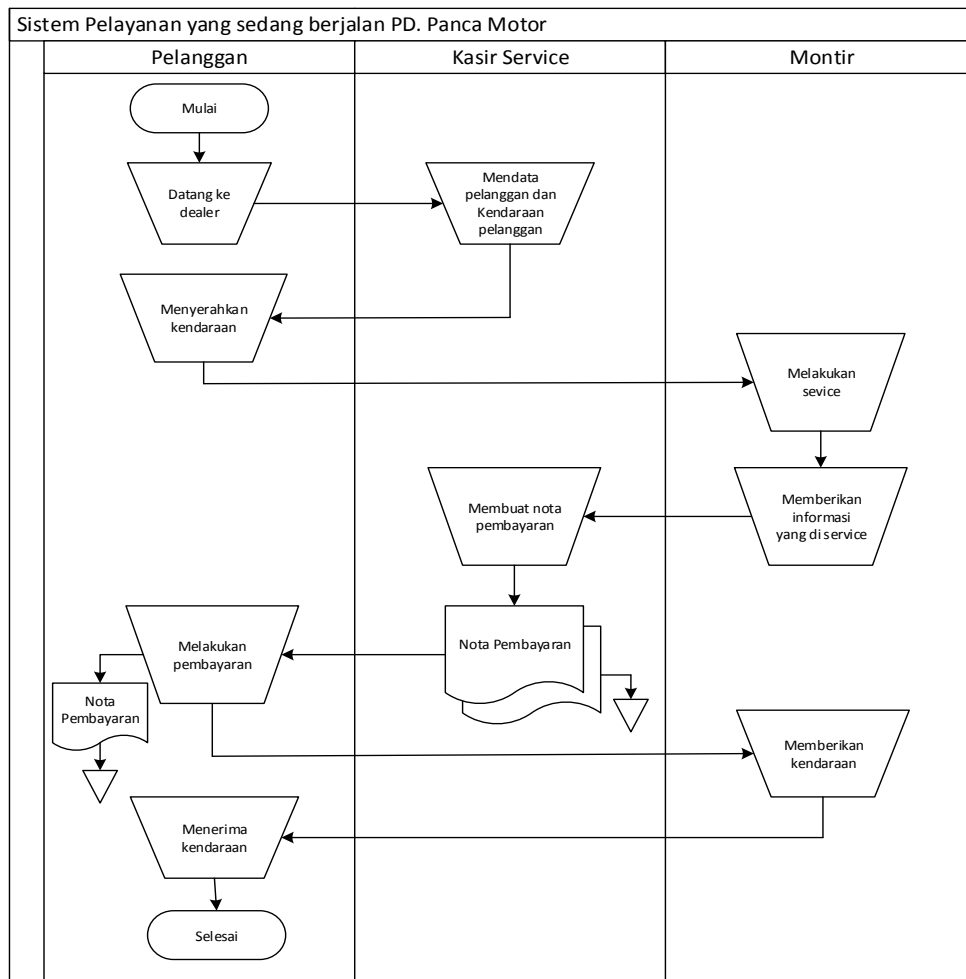 Sistem Pelayanan yang sedang berjalan PD. Panca Motor
Pelanggan
Kasir Service
Montir
Mulai
Datang ke
dealer
Mendata
pelanggan dan
Kendaraan
pelanggan
Menyerahkan
kendaraan
Melakukan
sevice
Memberikan
informasi
yang di service
Membuat nota
pembayaran
Nota Pembayaran
Melakukan
pembayaran
Nota
Pembayaran
Memberikan
kendaraan
Menerima
kendaraan
Selesai